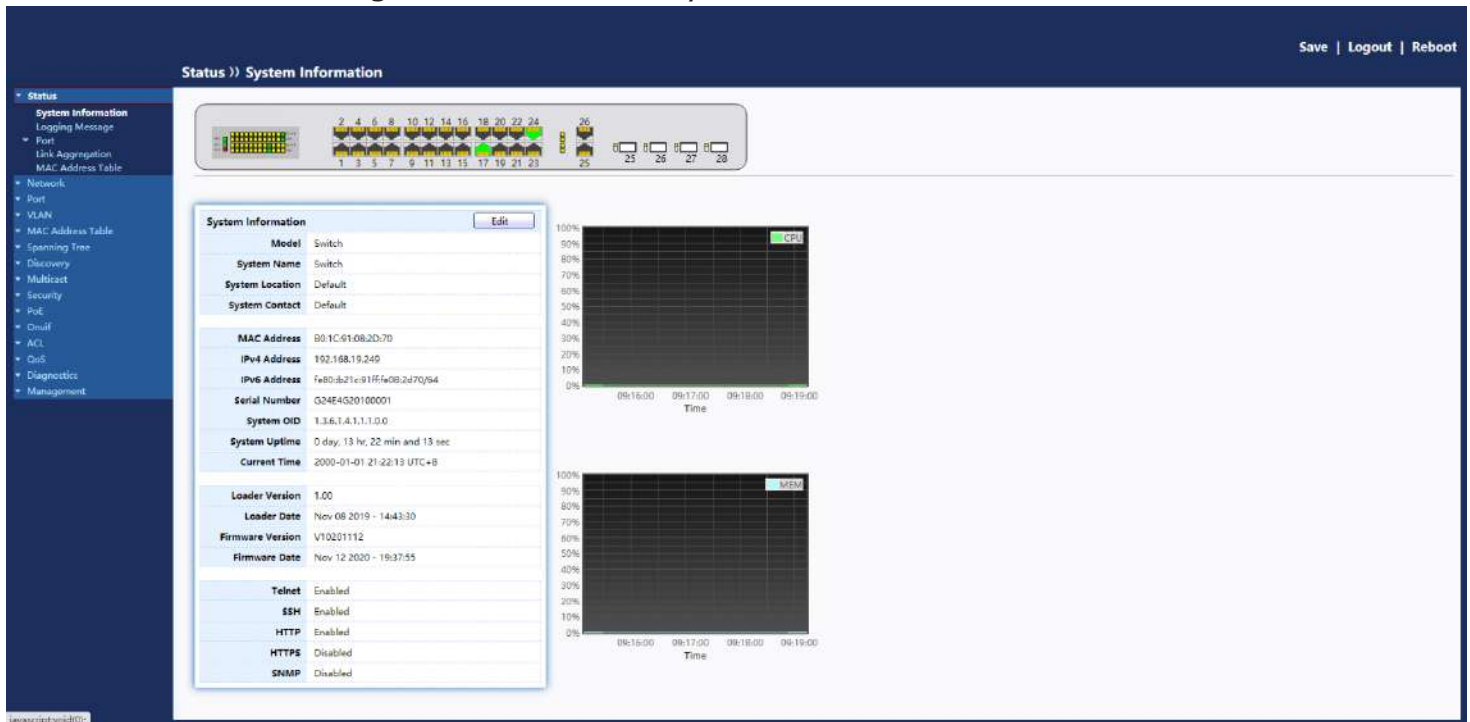 Save | Logout | Reboot
Status 》 System Information
Status
System Information
Logging Message
Port
Link Aggregation
MAC Address Table
Network
Port
VLAN
MAC Address Table
Spanning Tree
Discovery
Multicast
Security
PoE
Onvif
ACL
QoS
Diagnostics
Management
2 4 6 8 10 12 14 16 18 20 22 24 26
1 3 5 7 9 11 13 15 17 19 21 23 25
25 26 27 28
System Information Edit
Model Switch
System Name Switch
System Location Default
System Contact Default
MAC Address B0:1C:91:08:2D:70
IPv4 Address 192.168.19.249
IPv6 Address fe80::b21c:91ff:fe08:2d70/64
Serial Number G24E4G20100001
System OID 1.3.6.1.4.1.1.1.0.0
System Uptime 0 day, 13 hr, 22 min and 13 sec
Current Time 2000-01-01 21:22:13 UTC+8
Loader Version 1.00
Loader Date Nov 08 2019 - 14:43:30
Firmware Version V10201112
Firmware Date Nov 12 2020 - 19:37:55
Telnet Enabled
SSH Enabled
HTTP Enabled
HTTPS Disabled
SNMP Disabled
CPU
100%
90%
80%
70%
60%
50%
40%
30%
20%
10%
0%
09:16:00 09:17:00 09:18:00 09:19:00
Time
MEM
100%
90%
80%
70%
60%
50%
40%
30%
20%
10%
0%
09:16:00 09:17:00 09:18:00 09:19:00
Time
javascript:void(0);